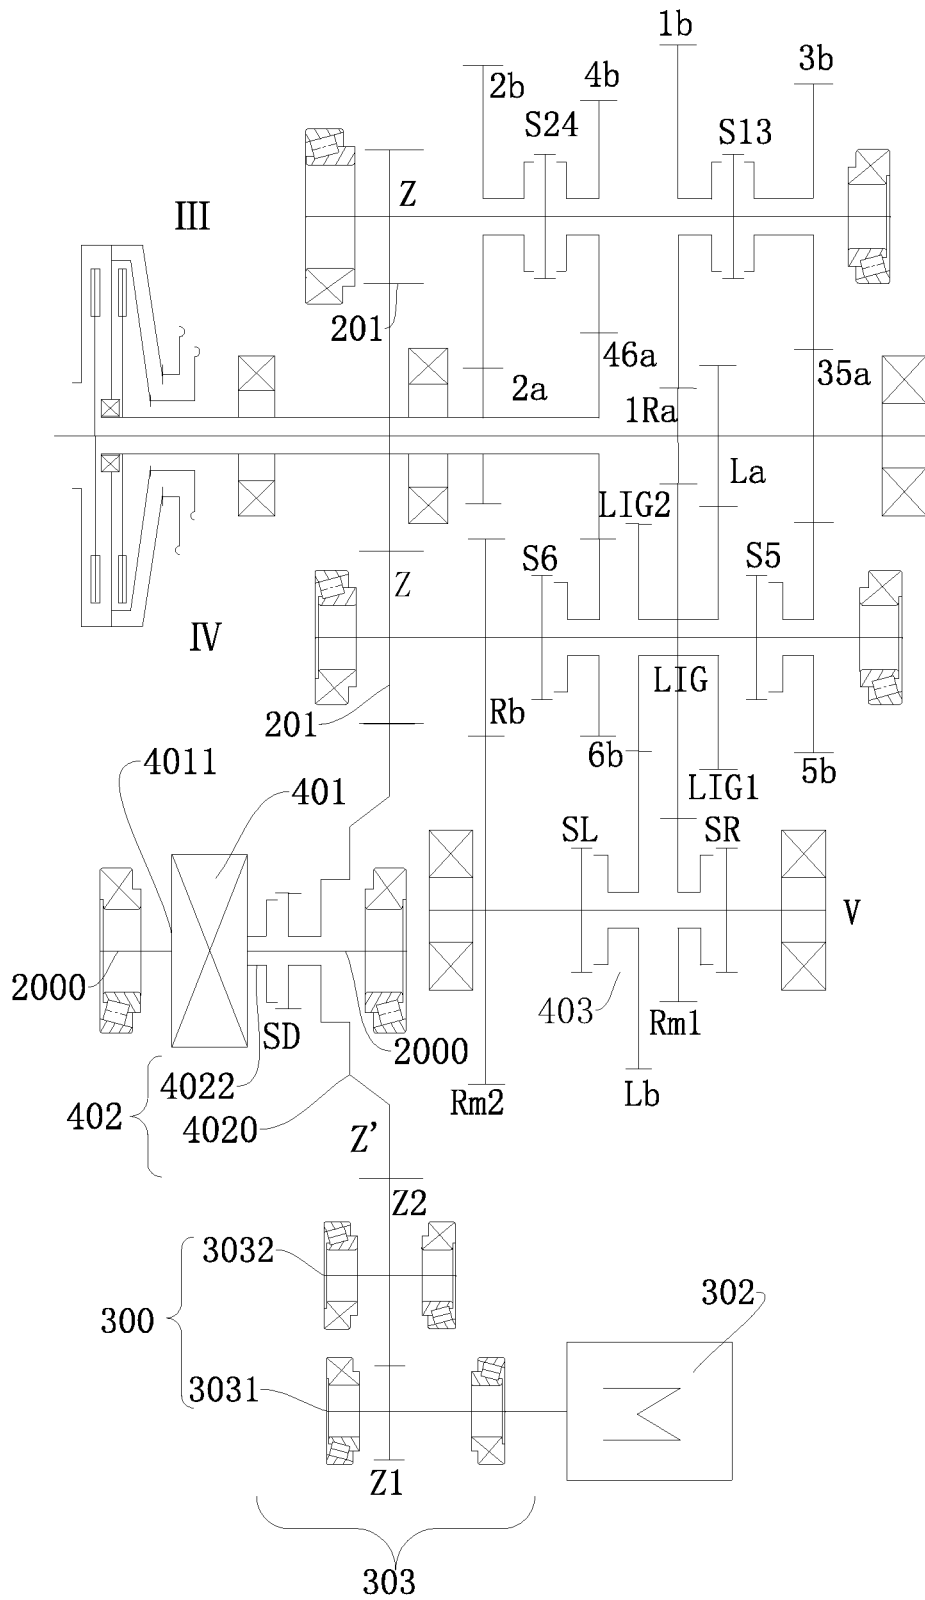 1b
2b
4b
3b
S24
S13
III
Z
201
46a
35a
2a
1Ra
La
LIG2
S6
S5
Z
IV
LIG
201
Rb
6b
5b
4011
401
LIG1
SL
SR
V
2000
403
SD
2000
Rm1
4022
Rm2
Lb
402
4020
Z'
Z2
3032
302
300
3031
M
Z1
303